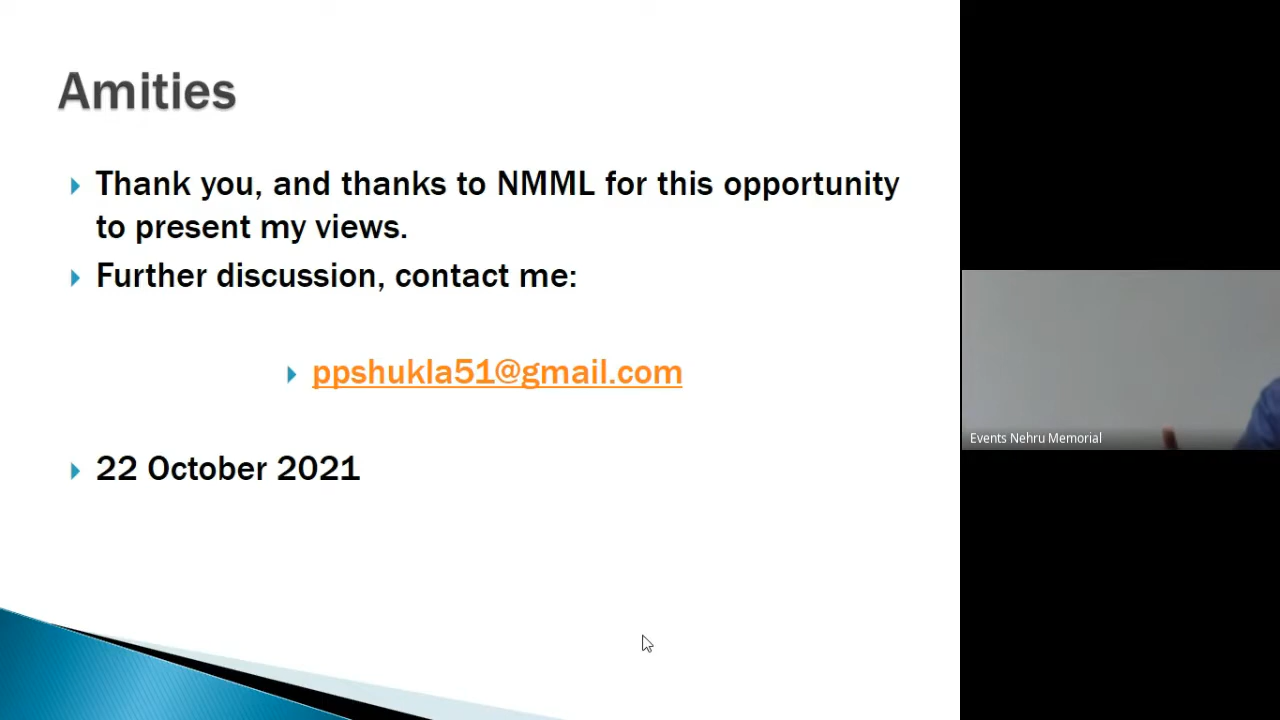 Amities
Thank you, and thanks to NMML for this opportunity
to present my views.
Further discussion, contact me:
ppshukla51@gmail.com
22 October 2021
Events Nehru Memorial